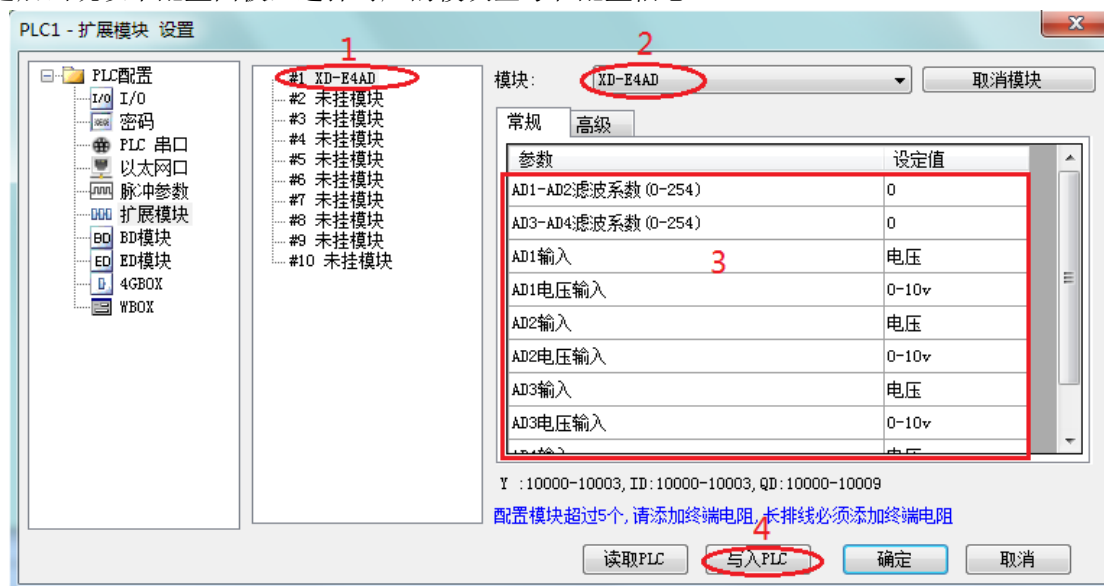 PLC1 - 扩展模块 设置
1
2
PLC配置
I/O
密码
PLC 串口
以太网口
脉冲参数
扩展模块
BD模块
ED模块
4GBOX
WBOX
#1 XD-E4AD
#2 未挂模块
#3 未挂模块
#4 未挂模块
#5 未挂模块
#6 未挂模块
#7 未挂模块
#8 未挂模块
#9 未挂模块
#10 未挂模块
模块: XD-E4AD 取消模块
常规 高级
参数 设定值
AD1-AD2滤波系数(0-254) 0
AD3-AD4滤波系数(0-254) 0
AD1输入 电压
3
AD1电压输入 0-10v
AD2输入 电压
AD2电压输入 0-10v
AD3输入 电压
AD3电压输入 0-10v
Y :10000-10003,ID:10000-10003,QD:10000-10009
配置模块超过5个,请添加终端电阻,长排线必须添加终端电阻
4
读取PLC 写入PLC 确定 取消